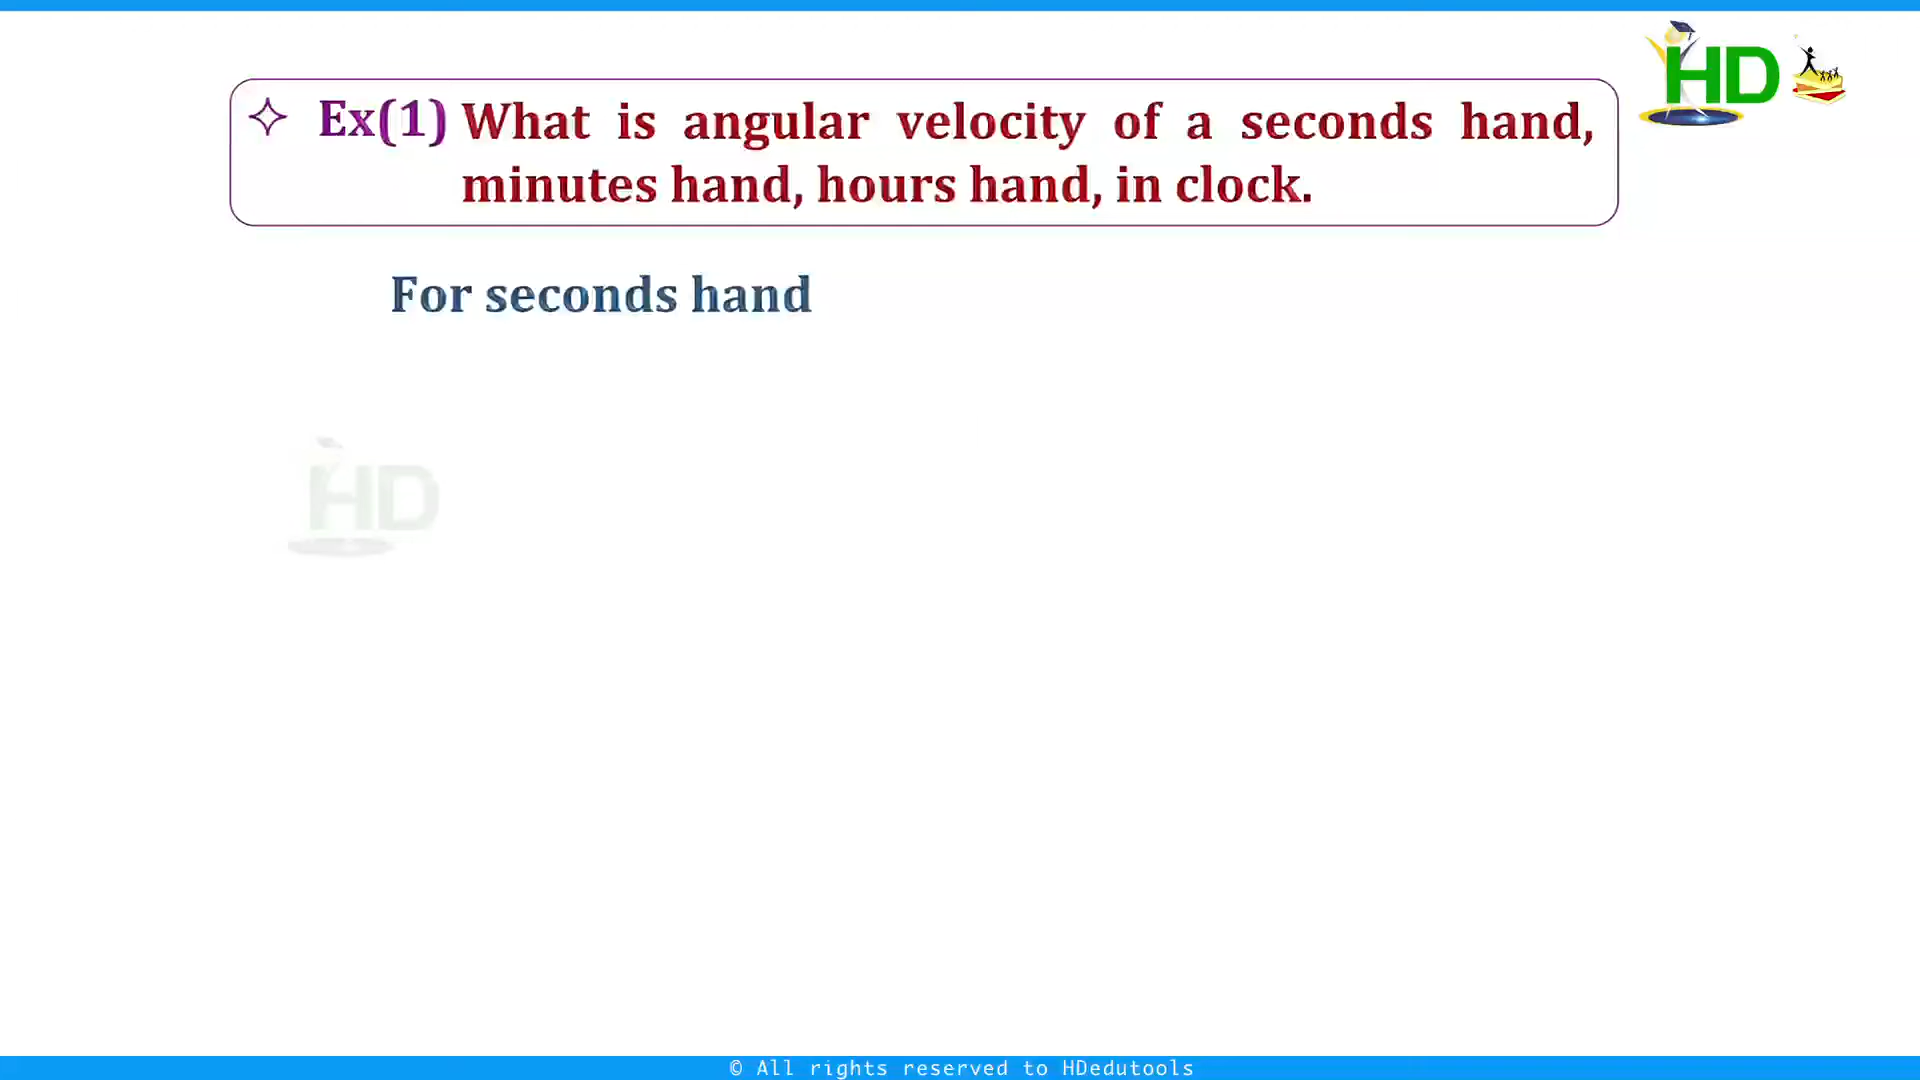 HD
✧ Ex(1) What is angular velocity of a seconds hand,
minutes hand, hours hand, in clock.
For seconds hand
HD
© All rights reserved to HDedutools